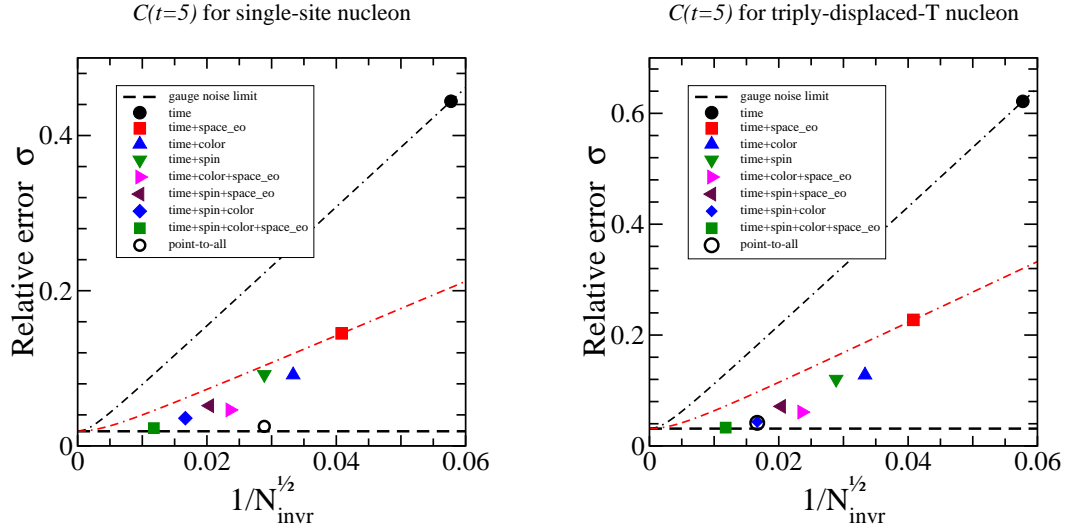 C(t=5) for single-site nucleon
0.4
0.2
0
Relative error σ
gauge noise limit
time
time+space_eo
time+color
time+spin
time+color+space_eo
time+spin+space_eo
time+spin+color
time+spin+color+space_eo
point-to-all
0 0.02 0.04 0.06
1/N_invr^½
C(t=5) for triply-displaced-T nucleon
0.6
0.4
0.2
0
Relative error σ
gauge noise limit
time
time+space_eo
time+color
time+spin
time+color+space_eo
time+spin+space_eo
time+spin+color
time+spin+color+space_eo
point-to-all
0 0.02 0.04 0.06
1/N_invr^½